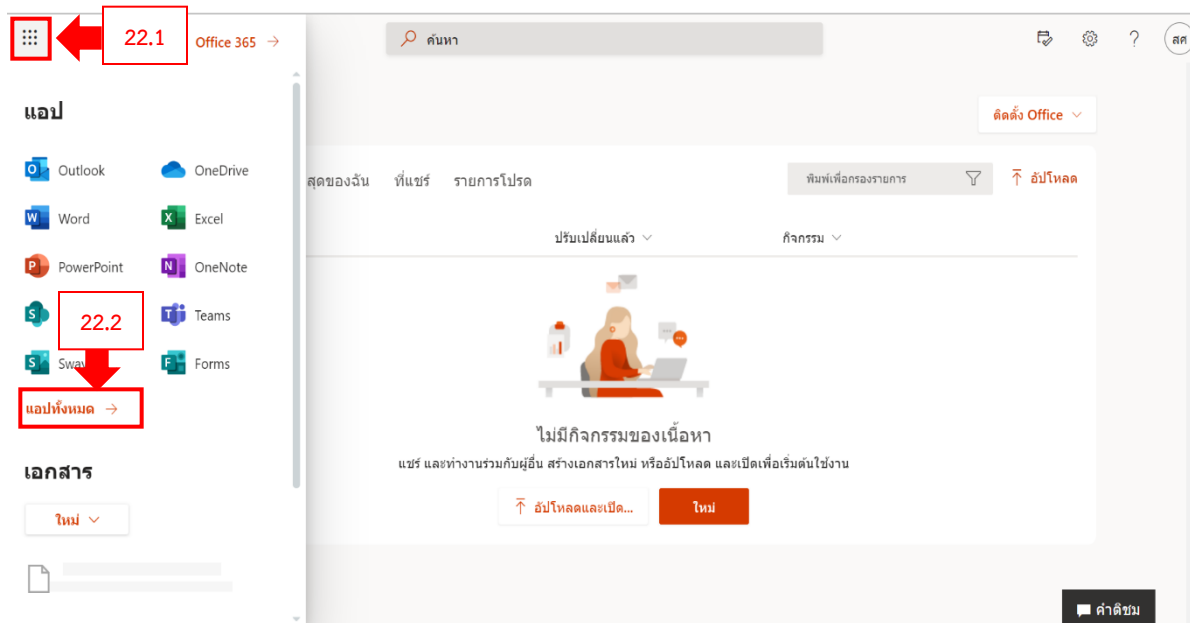 22.1
Office 365 →
ค้นหา
สศ
แอป
ติดตั้ง Office
Outlook
OneDrive
สุดของฉัน ที่แชร์ รายการโปรด
พิมพ์เพื่อกรองรายการ
อัปโหลด
Word
Excel
ปรับเปลี่ยนแล้ว
กิจกรรม
PowerPoint
OneNote
22.2
Teams
Sway
Forms
แอปทั้งหมด →
ไม่มีกิจกรรมของเนื้อหา
แชร์ และทำงานร่วมกับผู้อื่น สร้างเอกสารใหม่ หรืออัปโหลด และเปิดเพื่อเริ่มต้นใช้งาน
เอกสาร
อัปโหลดและเปิด...
ใหม่
ใหม่
คำติชม